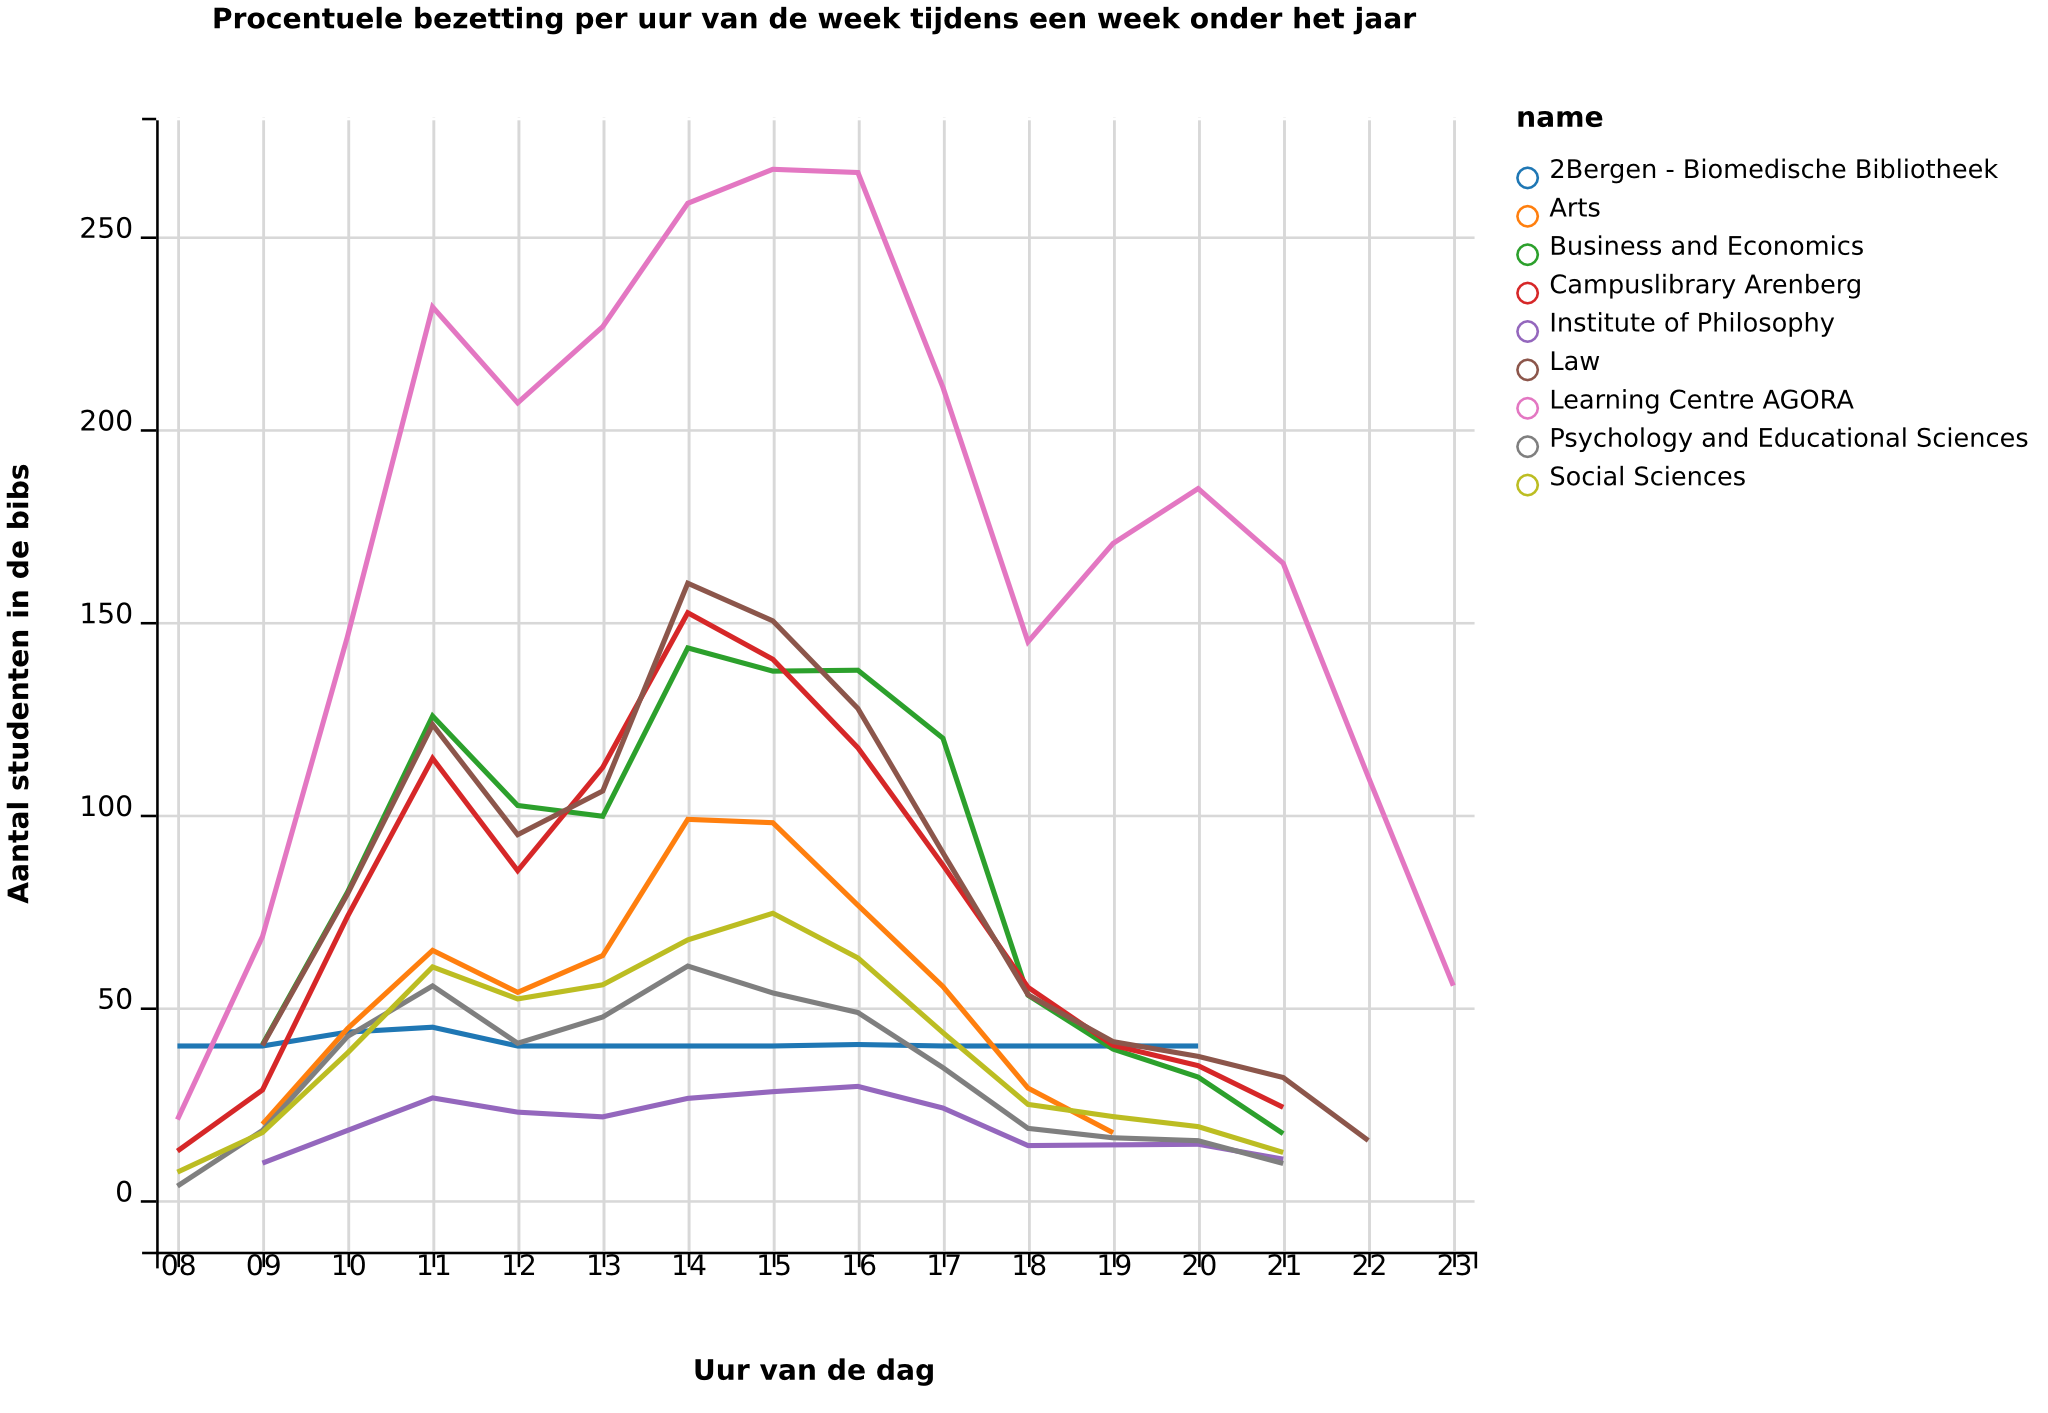 Procentuele bezetting per uur van de week tijdens een week onder het jaar
name
2Bergen - Biomedische Bibliotheek
Arts
Business and Economics
Campuslibrary Arenberg
Institute of Philosophy
Law
Learning Centre AGORA
Psychology and Educational Sciences
Social Sciences
Aantal studenten in de bibs
250
200
150
100
50
0
08 09 10 11 12 13 14 15 16 17 18 19 20 21 22 23
Uur van de dag